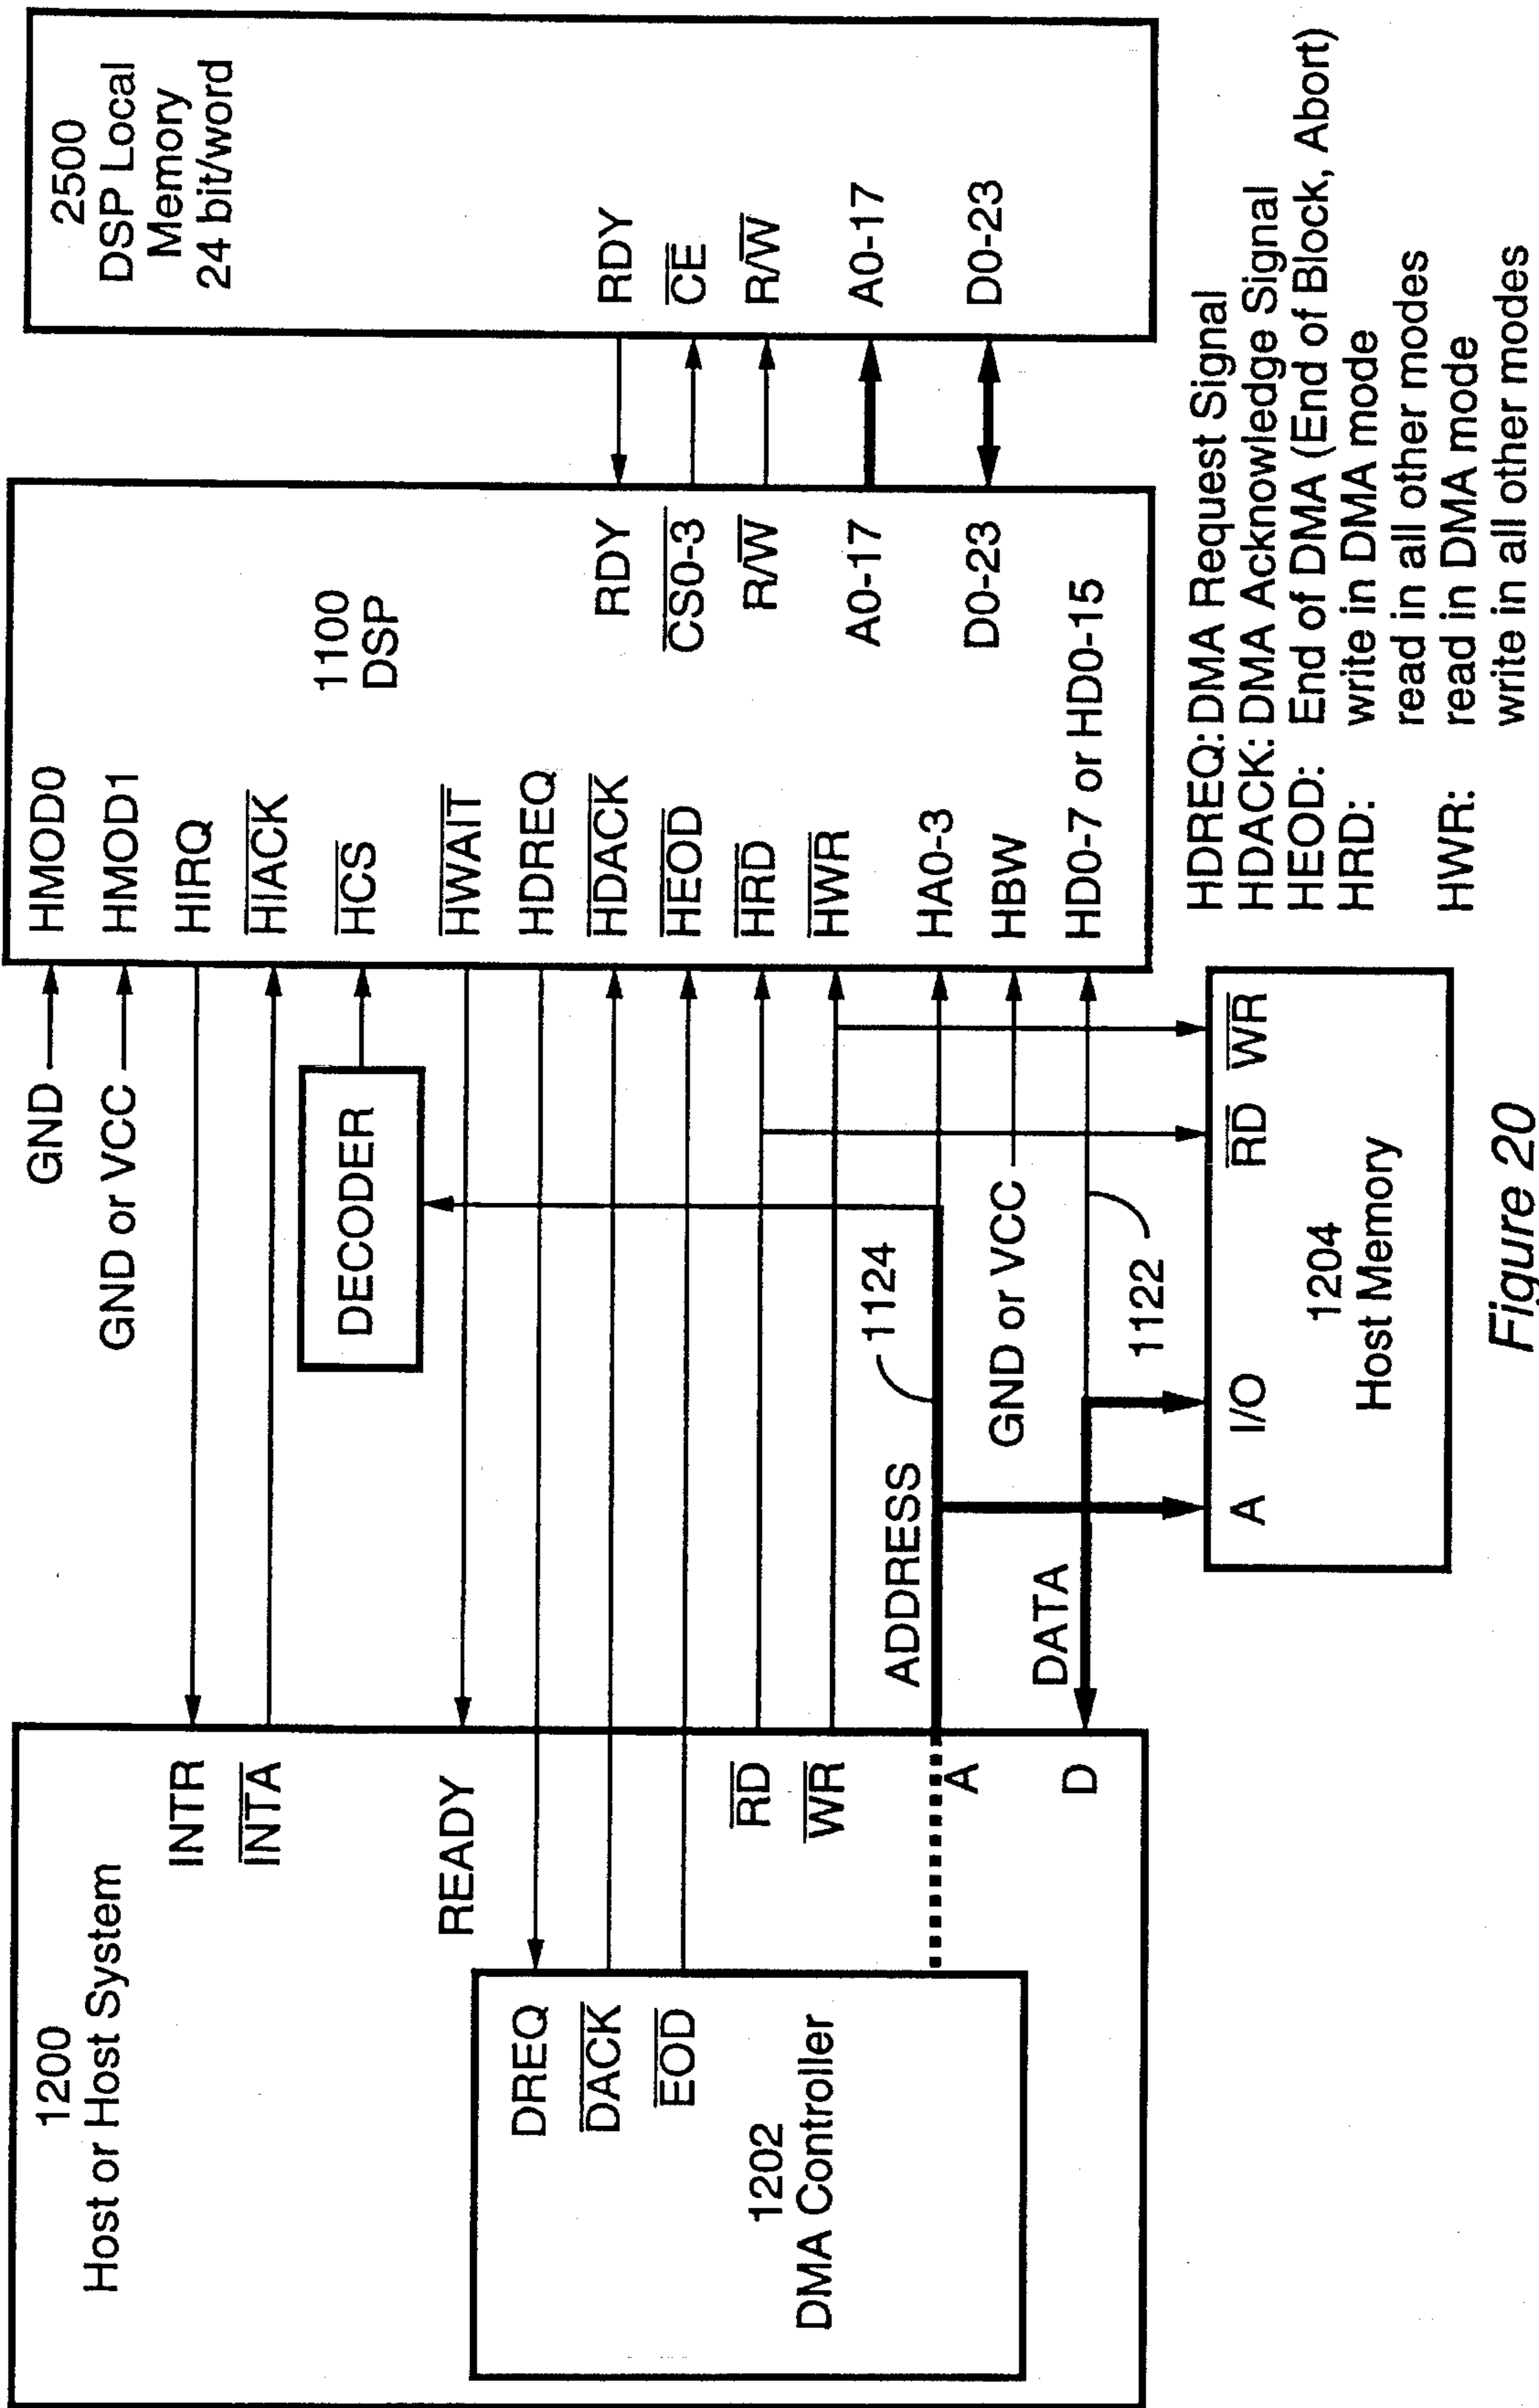 1200
Host or Host System
INTR
INTA
READY
1202
DMA Controller
DREQ
DACK
EOD
RD
WR
A
D
ADDRESS
DATA
1124
1122
GND
GND or VCC
DECODER
GND or VCC
A
I/O
RD
WR
1204
Host Memory
HMOD0
HMOD1
HIRQ
HIACK
HCS
HWAIT
HDREQ
HDACK
HEOD
HRD
HWR
HA0-3
HBW
HD0-7 or HD0-15
1100
DSP
RDY
CS0-3
R/W
A0-17
D0-23
2500
DSP Local
Memory
24 bit/word
RDY
CE
R/W
A0-17
D0-23
HDREQ: DMA Request Signal
HDACK: DMA Acknowledge Signal
HEOD: End of DMA (End of Block, Abort)
HRD: write in DMA mode
read in all other modes
HWR: read in DMA mode
write in all other modes
Figure 20